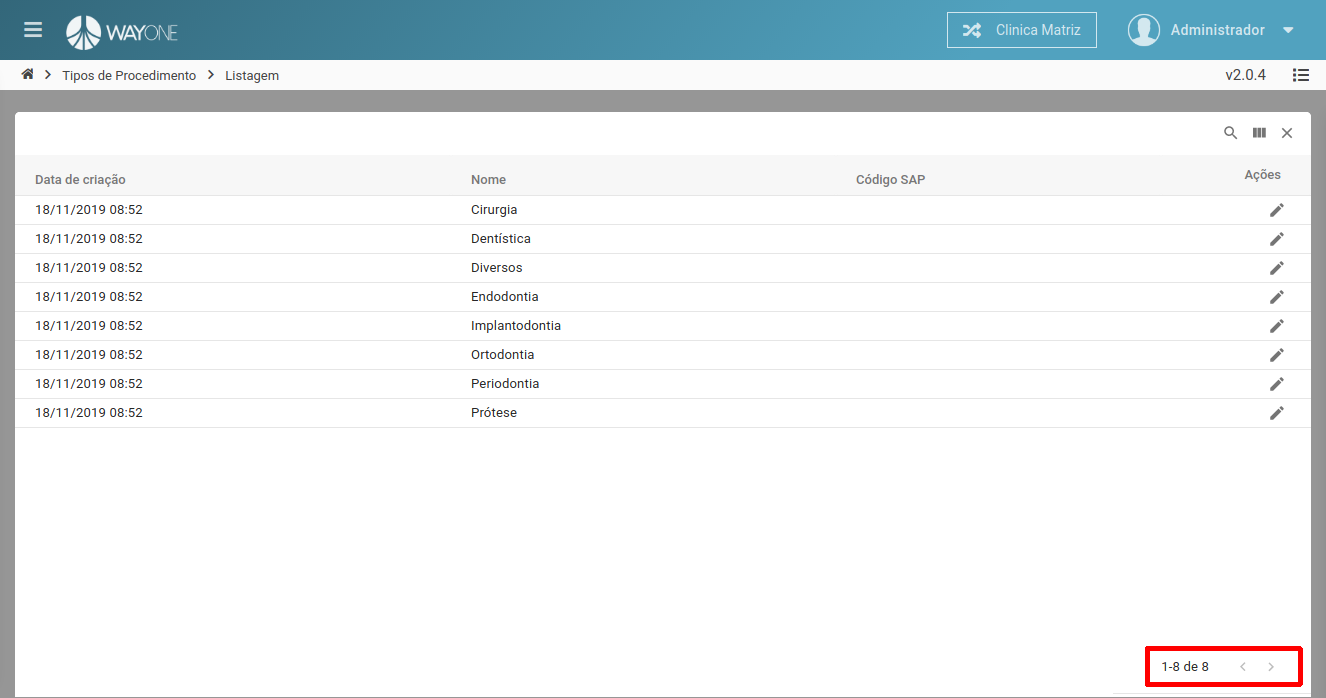 WAYONE Clinica Matriz Administrador
Tipos de Procedimento Listagem v2.0.4
Data de criação Nome Código SAP Ações
18/11/2019 08:52 Cirurgia
18/11/2019 08:52 Dentística
18/11/2019 08:52 Diversos
18/11/2019 08:52 Endodontia
18/11/2019 08:52 Implantodontia
18/11/2019 08:52 Ortodontia
18/11/2019 08:52 Periodontia
18/11/2019 08:52 Prótese
1-8 de 8